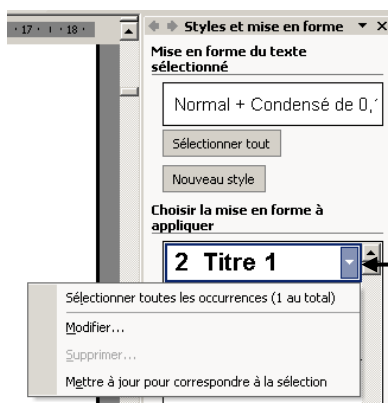 · 17 · ı · 18 ·
Styles et mise en forme
Mise en forme du texte
sélectionné
Normal + Condensé de 0,
Sélectionner tout
Nouveau style
Choisir la mise en forme à
appliquer
2 Titre 1
Sélectionner toutes les occurrences (1 au total)
Modifier...
Supprimer...
Mettre à jour pour correspondre à la sélection